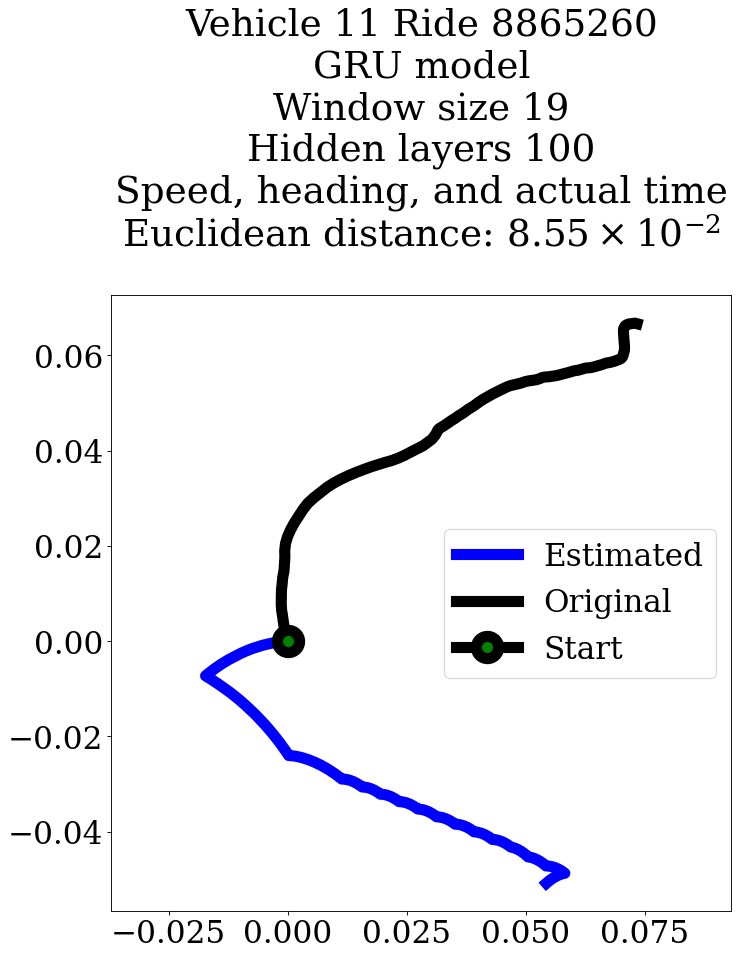 Vehicle 11 Ride 8865260
GRU model
Window size 19
Hidden layers 100
Speed, heading, and actual time
Euclidean distance: 8.55 × 10⁻²
0.06
0.04
0.02
0.00
−0.02
−0.04
Estimated
Original
Start
−0.025 0.000 0.025 0.050 0.075